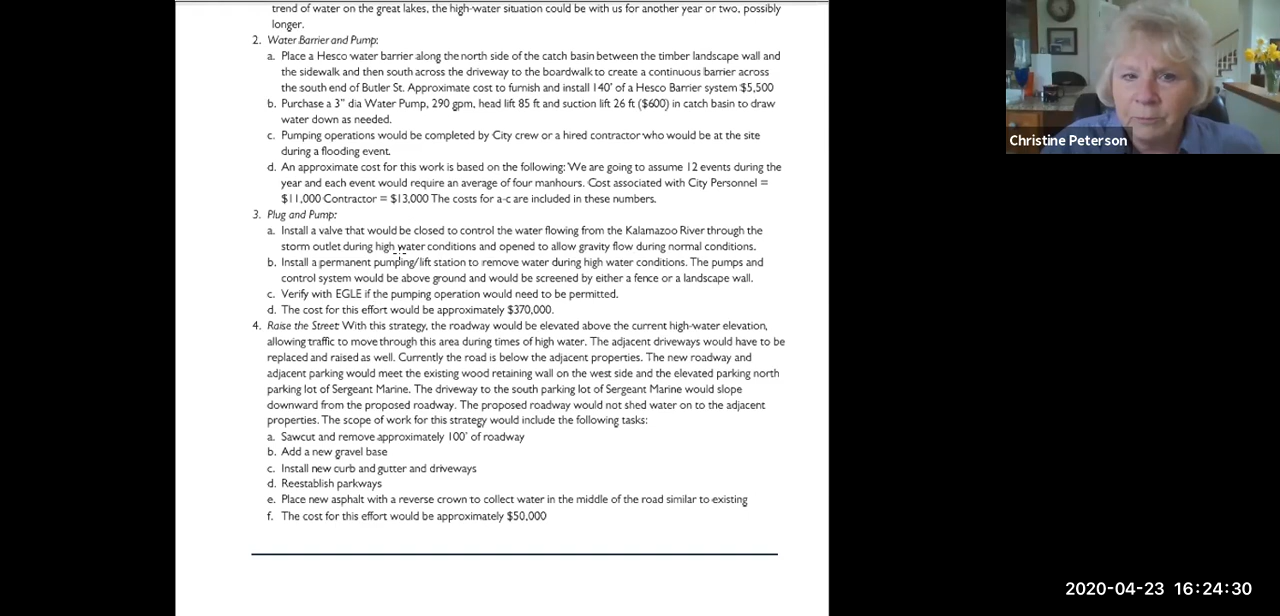 trend of water on the great lakes, the high-water situation could be with us for another year or two, possibly
longer.
2. Water Barrier and Pump:
a. Place a Hesco water barrier along the north side of the catch basin between the timber landscape wall and
the sidewalk and then south across the driveway to the boardwalk to create a continuous barrier across
the south end of Butler St. Approximate cost to furnish and install 140' of a Hesco Barrier system $5,500
b. Purchase a 3" dia Water Pump, 290 gpm, head lift 85 ft and suction lift 26 ft ($600) in catch basin to draw
water down as needed.
c. Pumping operations would be completed by City crew or a hired contractor who would be at the site
during a flooding event.
d. An approximate cost for this work is based on the following: We are going to assume 12 events during the
year and each event would require an average of four manhours. Cost associated with City Personnel =
$11,000 Contractor = $13,000 The costs for a-c are included in these numbers.
3. Plug and Pump:
a. Install a valve that would be closed to control the water flowing from the Kalamazoo River through the
storm outlet during high water conditions and opened to allow gravity flow during normal conditions.
b. Install a permanent pumping/lift station to remove water during high water conditions. The pumps and
control system would be above ground and would be screened by either a fence or a landscape wall.
c. Verify with EGLE if the pumping operation would need to be permitted.
d. The cost for this effort would be approximately $370,000.
4. Raise the Street: With this strategy, the roadway would be elevated above the current high-water elevation,
allowing traffic to move through this area during times of high water. The adjacent driveways would have to be
replaced and raised as well. Currently the road is below the adjacent properties. The new roadway and
adjacent parking would meet the existing wood retaining wall on the west side and the elevated parking north
parking lot of Sergeant Marine. The driveway to the south parking lot of Sergeant Marine would slope
downward from the proposed roadway. The proposed roadway would not shed water on to the adjacent
properties. The scope of work for this strategy would include the following tasks:
a. Sawcut and remove approximately 100' of roadway
b. Add a new gravel base
c. Install new curb and gutter and driveways
d. Reestablish parkways
e. Place new asphalt with a reverse crown to collect water in the middle of the road similar to existing
f. The cost for this effort would be approximately $50,000
Christine Peterson
2020-04-23 16:24:30